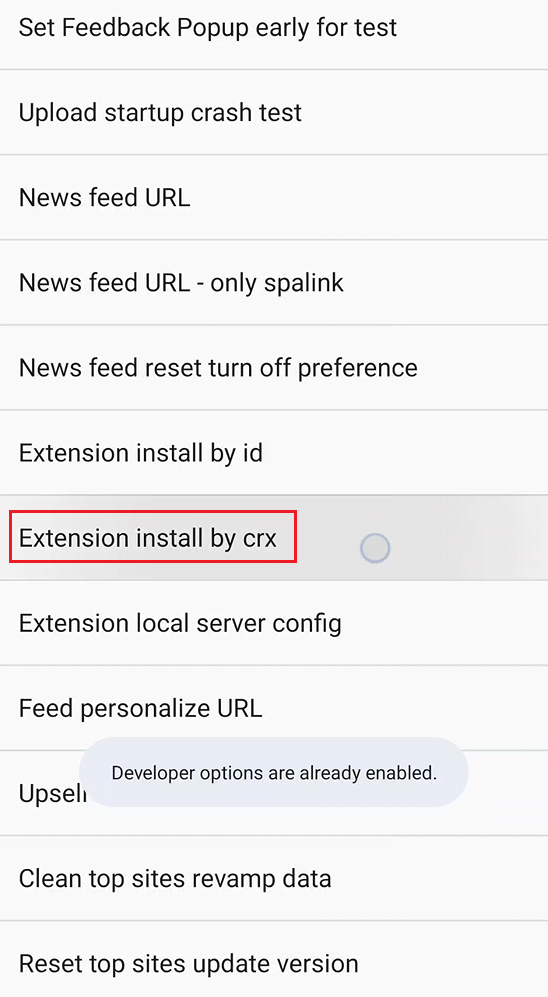 Set Feedback Popup early for test
Upload startup crash test
News feed URL
News feed URL - only spalink
News feed reset turn off preference
Extension install by id
Extension install by crx
Extension local server config
Feed personalize URL
Developer options are already enabled.
Clean top sites revamp data
Reset top sites update version